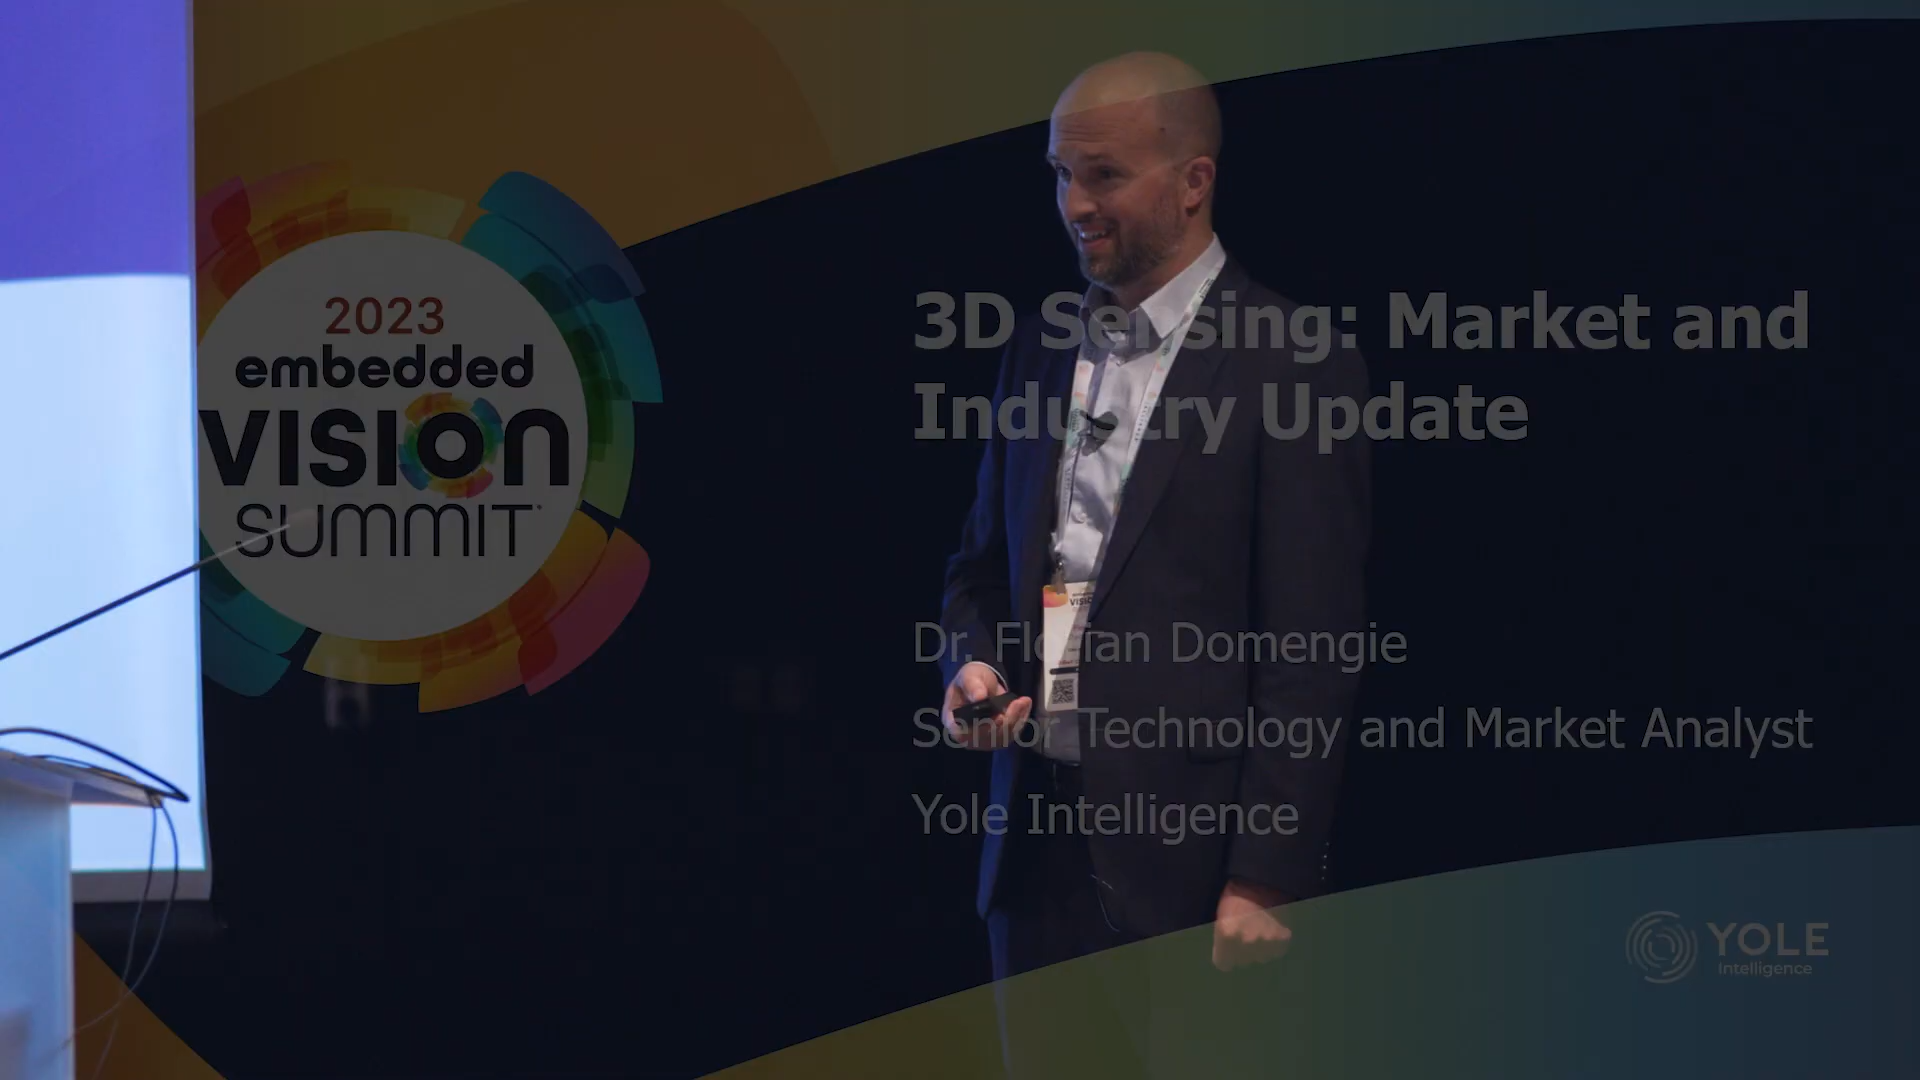 2023
embedded
VISION
SUMMIT
3D Sensing: Market and
Industry Update
Dr. Florian Domengie
Senior Technology and Market Analyst
Yole Intelligence
VISIO
YOLE
Intelligence